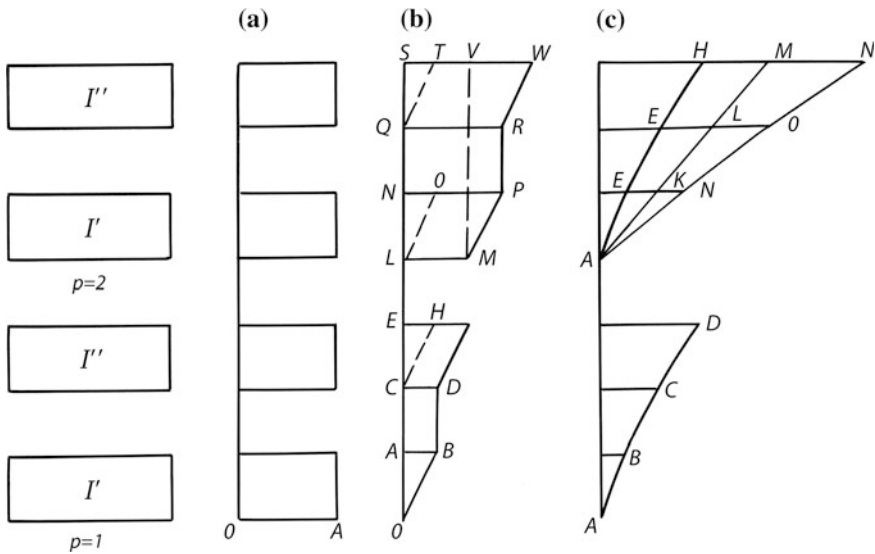 (a) (b) (c)
S T V W H M N
I''
Q R E L 0
N 0 P E K N
I'
L M A
p=2
E H D
I''
C D C
A B B
I'
0 A 0 A
p=1